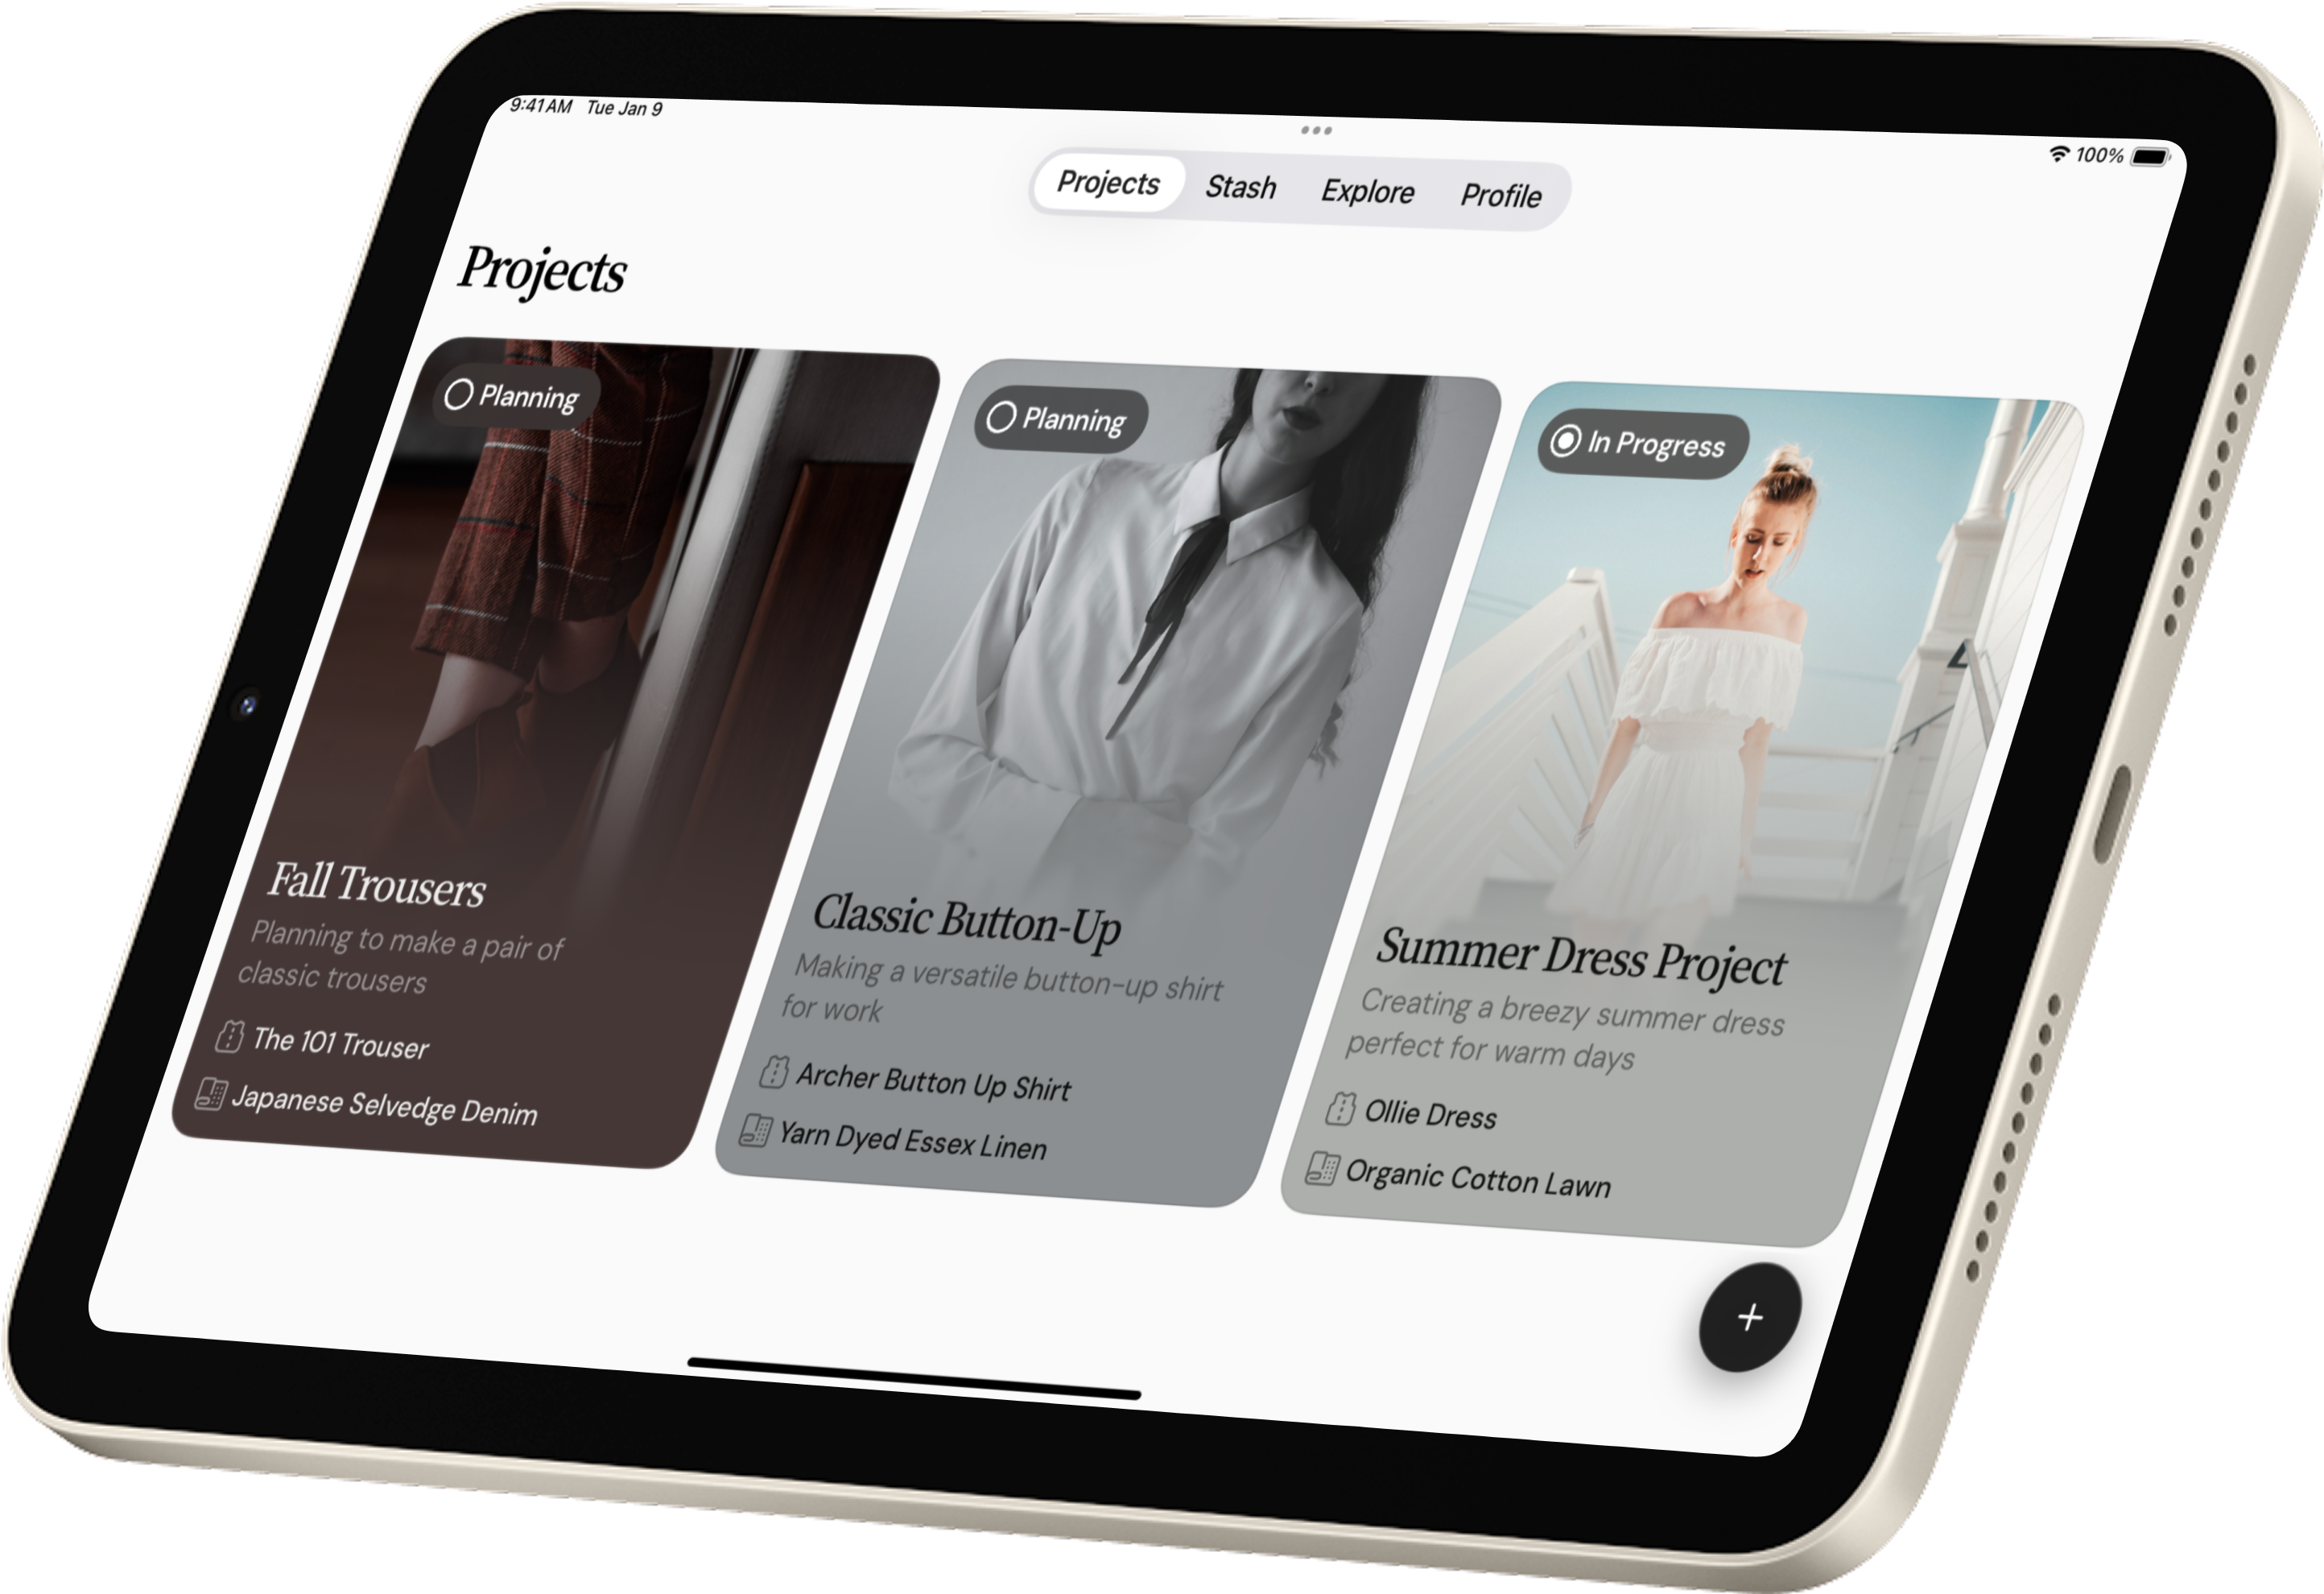 9:41 AM Tue Jan 9
100%
Projects Stash Explore Profile
Projects
Planning
Fall Trousers
Planning to make a pair of
classic trousers
The 101 Trouser
Japanese Selvedge Denim
Planning
Classic Button-Up
Making a versatile button-up shirt
for work
Archer Button Up Shirt
Yarn Dyed Essex Linen
In Progress
Summer Dress Project
Creating a breezy summer dress
perfect for warm days
Ollie Dress
Organic Cotton Lawn